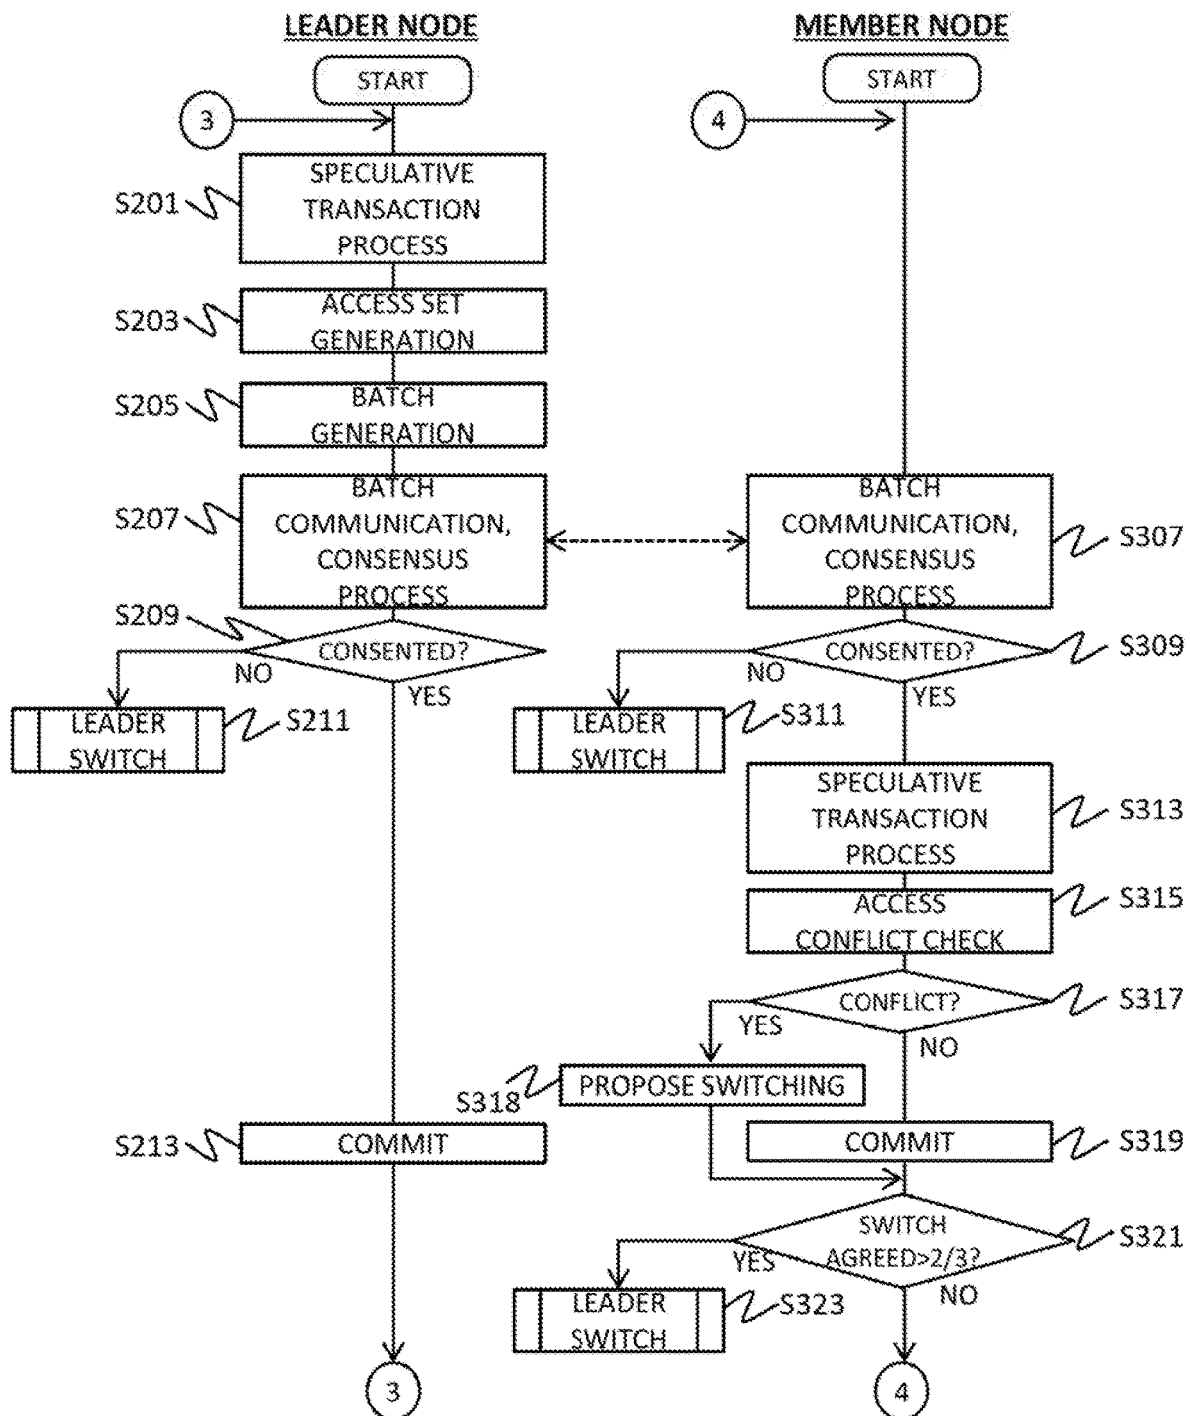 LEADER NODE
MEMBER NODE
START
START
3
4
SPECULATIVE
TRANSACTION
PROCESS
S201
ACCESS SET
GENERATION
S203
BATCH
GENERATION
S205
BATCH
COMMUNICATION,
CONSENSUS
PROCESS
S207
BATCH
COMMUNICATION,
CONSENSUS
PROCESS
S307
S209
CONSENTED?
NO
YES
CONSENTED?
S309
NO
YES
LEADER
SWITCH
S211
LEADER
SWITCH
S311
SPECULATIVE
TRANSACTION
PROCESS
S313
ACCESS
CONFLICT CHECK
S315
CONFLICT?
S317
YES
NO
S318
PROPOSE SWITCHING
S213
COMMIT
COMMIT
S319
SWITCH
AGREED>2/3?
S321
YES
NO
LEADER
SWITCH
S323
3
4